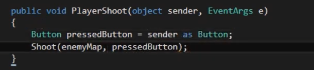 public void PlayerShoot(object sender, EventArgs e)
{
Button pressedButton = sender as Button;
Shoot(enemyMap, pressedButton);
}